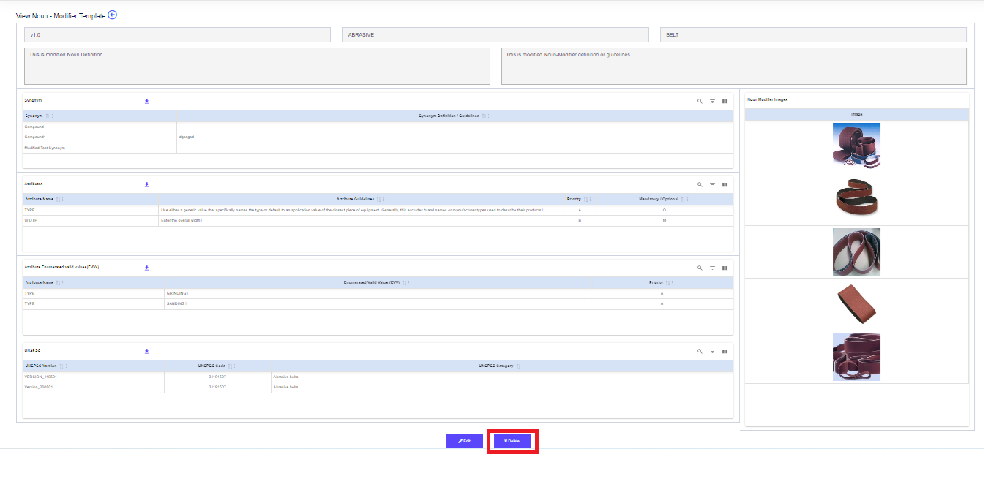 View Noun - Modifier Template
v1.0 ABRASIVE BELT
This is modified Noun Definition This is modified Noun-Modifier definition or guidelines
Synonym
Synonym Synonym Definition / Guidelines
Compound
Compound1 dgsdgsd
Modified Test Synonym
Attributes
Attribute Name Attribute Guidelines Priority Mandatory / Optional
TYPE Use either a generic value that specifically names the type or default to an application value of the closest piece of equipment. Generally, this excludes brand names or manufacturer types used to describe their products1. A O
WIDTH Enter the overall width1. B M
Attribute Enumerated valid values(EVVs)
Attribute Name Enumerated Valid Value (EVV) Priority
TYPE GRINDING1 A
TYPE SANDING1 A
UNSPSC
UNSPSC Version UNSPSC Code UNSPSC Category
VERSION_110501 31191507 Abrasive belts
Version_260801 31191507 Abrasive belts
Noun Modifier Images
Image
Edit Delete